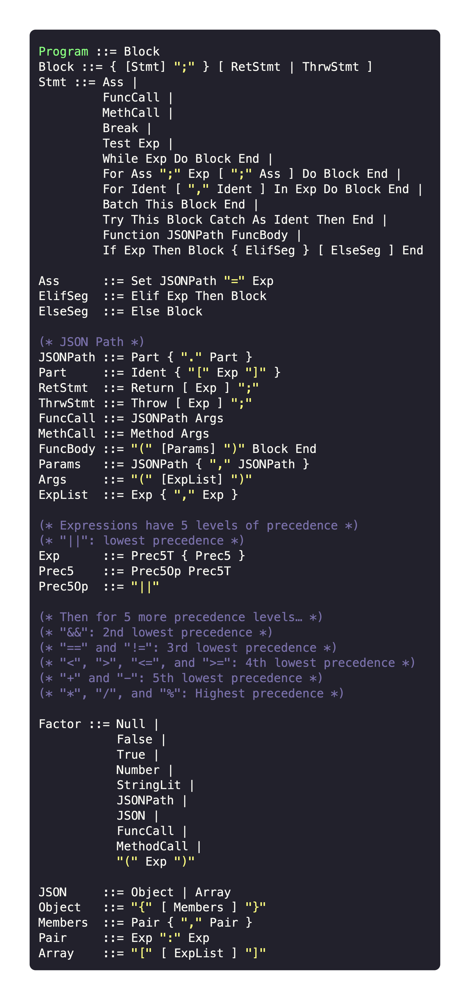 Program ::= Block
Block ::= { [Stmt] ";" } [ RetStmt | ThrwStmt ]
Stmt ::= Ass |
         FuncCall |
         MethCall |
         Break |
         Test Exp |
         While Exp Do Block End |
         For Ass ";" Exp [ ";" Ass ] Do Block End |
         For Ident [ "," Ident ] In Exp Do Block End |
         Batch This Block End |
         Try This Block Catch As Ident Then End |
         Function JSONPath FuncBody |
         If Exp Then Block { ElifSeg } [ ElseSeg ] End

Ass      ::= Set JSONPath "=" Exp
ElifSeg  ::= Elif Exp Then Block
ElseSeg  ::= Else Block

(* JSON Path *)
JSONPath ::= Part { "." Part }
Part     ::= Ident { "[" Exp "]" }
RetStmt  ::= Return [ Exp ] ";"
ThrwStmt ::= Throw [ Exp ] ";"
FuncCall ::= JSONPath Args
MethCall ::= Method Args
FuncBody ::= "(" [Params] ")" Block End
Params   ::= JSONPath { "," JSONPath }
Args     ::= "(" [ExpList] ")"
ExpList  ::= Exp { "," Exp }

(* Expressions have 5 levels of precedence *)
(* "||": lowest precedence *)
Exp      ::= Prec5T { Prec5 }
Prec5    ::= Prec5Op Prec5T
Prec5Op  ::= "||"

(* Then for 5 more precedence levels… *)
(* "&&": 2nd lowest precedence *)
(* "==" and "!=": 3rd lowest precedence *)
(* "<", ">", "<=", and ">=": 4th lowest precedence *)
(* "+" and "-": 5th lowest precedence *)
(* "*", "/", and "%": Highest precedence *)

Factor ::= Null |
           False |
           True |
           Number |
           StringLit |
           JSONPath |
           JSON |
           FuncCall |
           MethodCall |
           "(" Exp ")"

JSON     ::= Object | Array
Object   ::= "{" [ Members ] "}"
Members  ::= Pair { "," Pair }
Pair     ::= Exp ":" Exp
Array    ::= "[" [ ExpList ] "]"